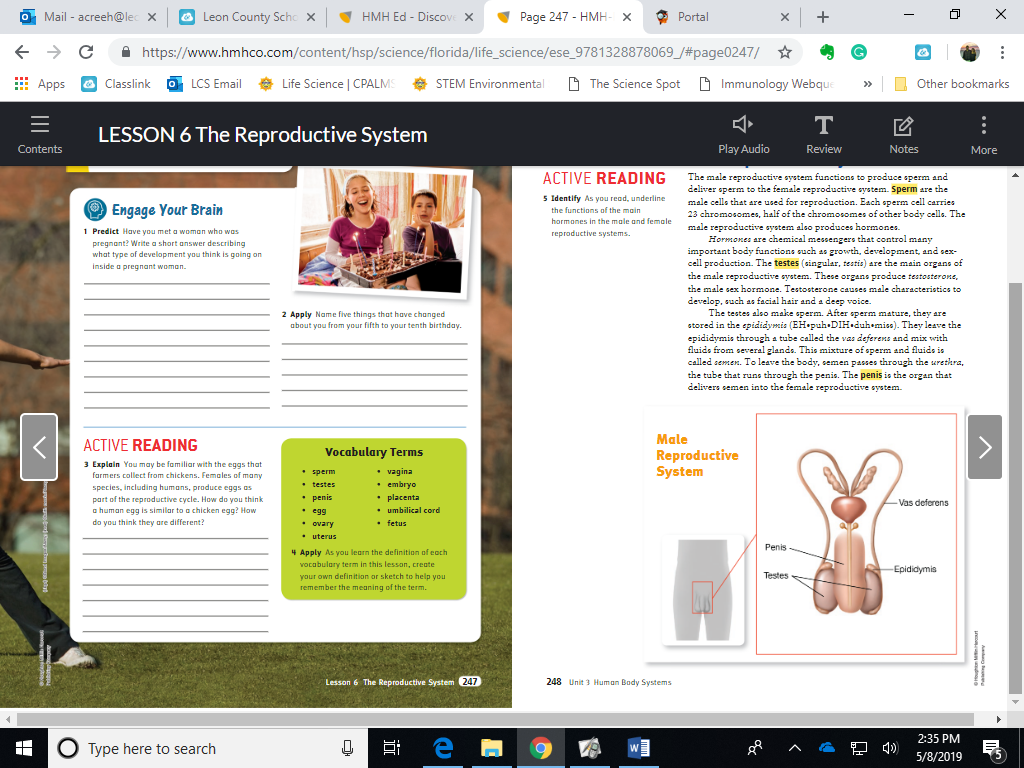 Mail - acreeh@lec
Leon County Scho
HMH Ed - Discove
Page 247 - HMH-
Portal
https://www.hmhco.com/content/hsp/science/florida/life_science/ese_9781328878069_/#page0247/
Apps
Classlink
LCS Email
Life Science | CPALMS
STEM Environmental
The Science Spot
Immunology Webque
»
Other bookmarks
Contents
LESSON 6 The Reproductive System
Play Audio
Review
Notes
More
Engage Your Brain
1 Predict Have you met a woman who was
pregnant? Write a short answer describing
what type of development you think is going on
inside a pregnant woman.
2 Apply Name five things that have changed
about you from your fifth to your tenth birthday.
ACTIVE READING
3 Explain You may be familiar with the eggs that
farmers collect from chickens. Females of many
species, including humans, produce eggs as
part of the reproductive cycle. How do you think
a human egg is similar to a chicken egg? How
do you think they are different?
Vocabulary Terms
• sperm
• testes
• penis
• egg
• ovary
• uterus
• vagina
• embryo
• placenta
• umbilical cord
• fetus
4 Apply As you learn the definition of each
vocabulary term in this lesson, create
your own definition or sketch to help you
remember the meaning of the term.
Lesson 6 The Reproductive System 247
ACTIVE READING
5 Identify As you read, underline
the functions of the main
hormones in the male and female
reproductive systems.
The male reproductive system functions to produce sperm and
deliver sperm to the female reproductive system. Sperm are the
male cells that are used for reproduction. Each sperm cell carries
23 chromosomes, half of the chromosomes of other body cells. The
male reproductive system also produces hormones.
Hormones are chemical messengers that control many
important body functions such as growth, development, and sex-
cell production. The testes (singular, testis) are the main organs of
the male reproductive system. These organs produce testosterone,
the male sex hormone. Testosterone causes male characteristics to
develop, such as facial hair and a deep voice.
The testes also make sperm. After sperm mature, they are
stored in the epididymis (EH•puh•DIH•duh•miss). They leave the
epididymis through a tube called the vas deferens and mix with
fluids from several glands. This mixture of sperm and fluids is
called semen. To leave the body, semen passes through the urethra,
the tube that runs through the penis. The penis is the organ that
delivers semen into the female reproductive system.
Male
Reproductive
System
Vas deferens
Penis
Testes
Epididymis
© Houghton Mifflin Harcourt
Publishing Company
248 Unit 3 Human Body Systems
Type here to search
2:35 PM
5/8/2019
5